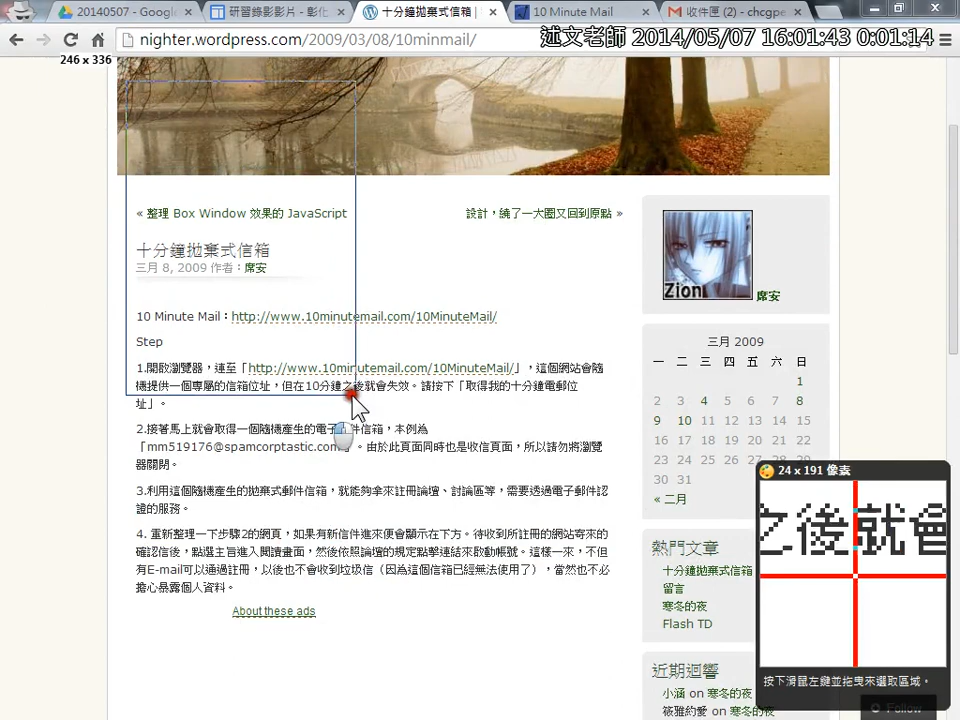 20140507 - Googl
研習錄影影片 - 彰化
十分鐘拋棄式信箱 |
10 Minute Mail
收件匣 (2) - chcgpe
nighter.wordpress.com/2009/03/08/10minmail/
述文老師 2014/05/07 16:01:43 0:01:14
246 x 336
« 整理 Box Window 效果的 JavaScript
設計，繞了一大圈又回到原點 »
十分鐘拋棄式信箱
三月 8, 2009 作者：席安
10 Minute Mail：http://www.10minutemail.com/10MinuteMail/
Step
1.開啟瀏覽器，連至「http://www.10minutemail.com/10MinuteMail/」，這個網站會隨
機提供一個專屬的信箱位址，但在10分鐘之後就會失效。請按下「取得我的十分鐘電郵位
址」。
2.接著馬上就會取得一個隨機產生的電子郵件信箱，本例為
「mm519176@spamcorptastic.com」。由於此頁面同時也是收信頁面，所以請勿將瀏覽
器關閉。
3.利用這個隨機產生的拋棄式郵件信箱，就能夠拿來註冊論壇、討論區等，需要透過電子郵件認
證的服務。
4. 重新整理一下步驟2的網頁，如果有新信件進來便會顯示在下方。待收到所註冊的網站寄來的
確認信後，點選主旨進入閱讀畫面，然後依照論壇的規定點擊連結來啟動帳號。這樣一來，不但
有E-mail可以通過註冊，以後也不會收到垃圾信（因為這個信箱已經無法使用了），當然也不必
擔心暴露個人資料。
About these ads
Zion
席安
三月 2009
一 二 三 四 五 六 日
1
2 3 4 5 6 7 8
9 10 11 12 13 14 15
16 17 18 19 20 21 22
23 24 25 26 27
30 31
« 二月
熱門文章
十分鐘拋棄式信箱
留言
寒冬的夜
Flash TD
近期迴響
小涵 on 寒冬的夜
筱雅約愛 on 寒冬的夜
24 x 191 像素
之後就會
按下滑鼠左鍵並拖曳來選取區域。
Follow